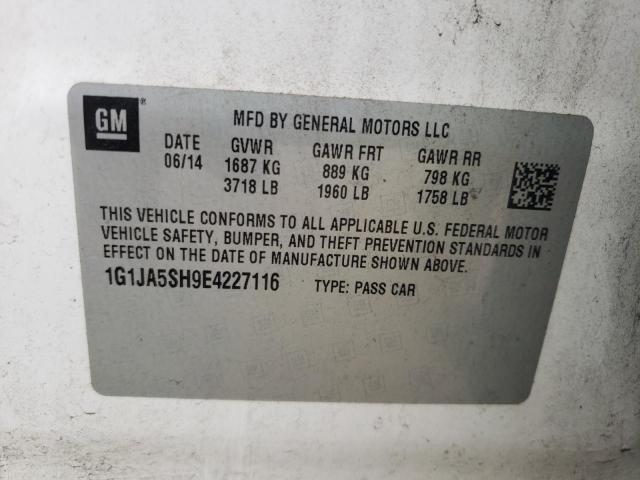 GM
MFD BY GENERAL MOTORS LLC
DATE GVWR GAWR FRT GAWR RR
06/14 1687 KG 889 KG 798 KG
3718 LB 1960 LB 1758 LB
THIS VEHICLE CONFORMS TO ALL APPLICABLE U.S. FEDERAL MOTOR
VEHICLE SAFETY, BUMPER, AND THEFT PREVENTION STANDARDS IN
EFFECT ON THE DATE OF MANUFACTURE SHOWN ABOVE.
1G1JA5SH9E4227116 TYPE: PASS CAR